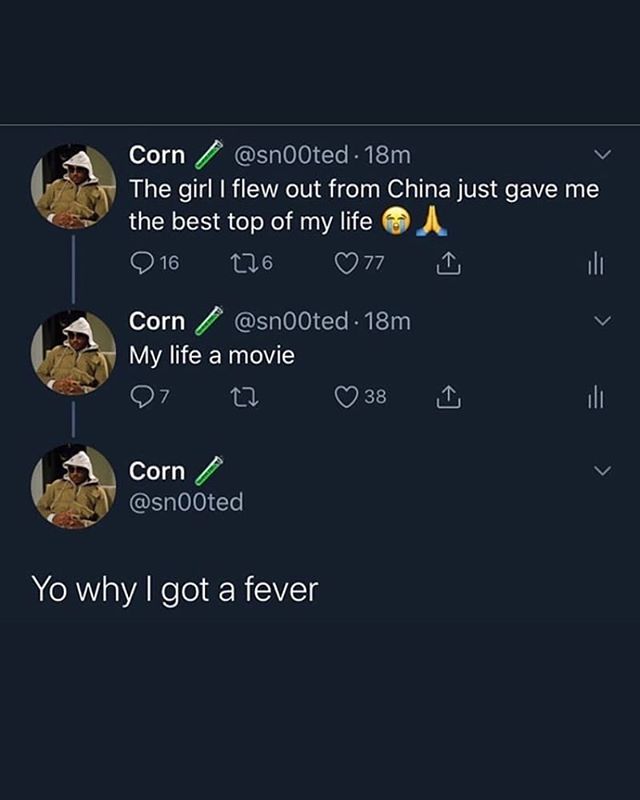 Corn 🧪 @sn00ted · 18m
The girl I flew out from China just gave me
the best top of my life 😭🙏
16 6 77
Corn 🧪 @sn00ted · 18m
My life a movie
7 38
Corn 🧪
@sn00ted
Yo why I got a fever